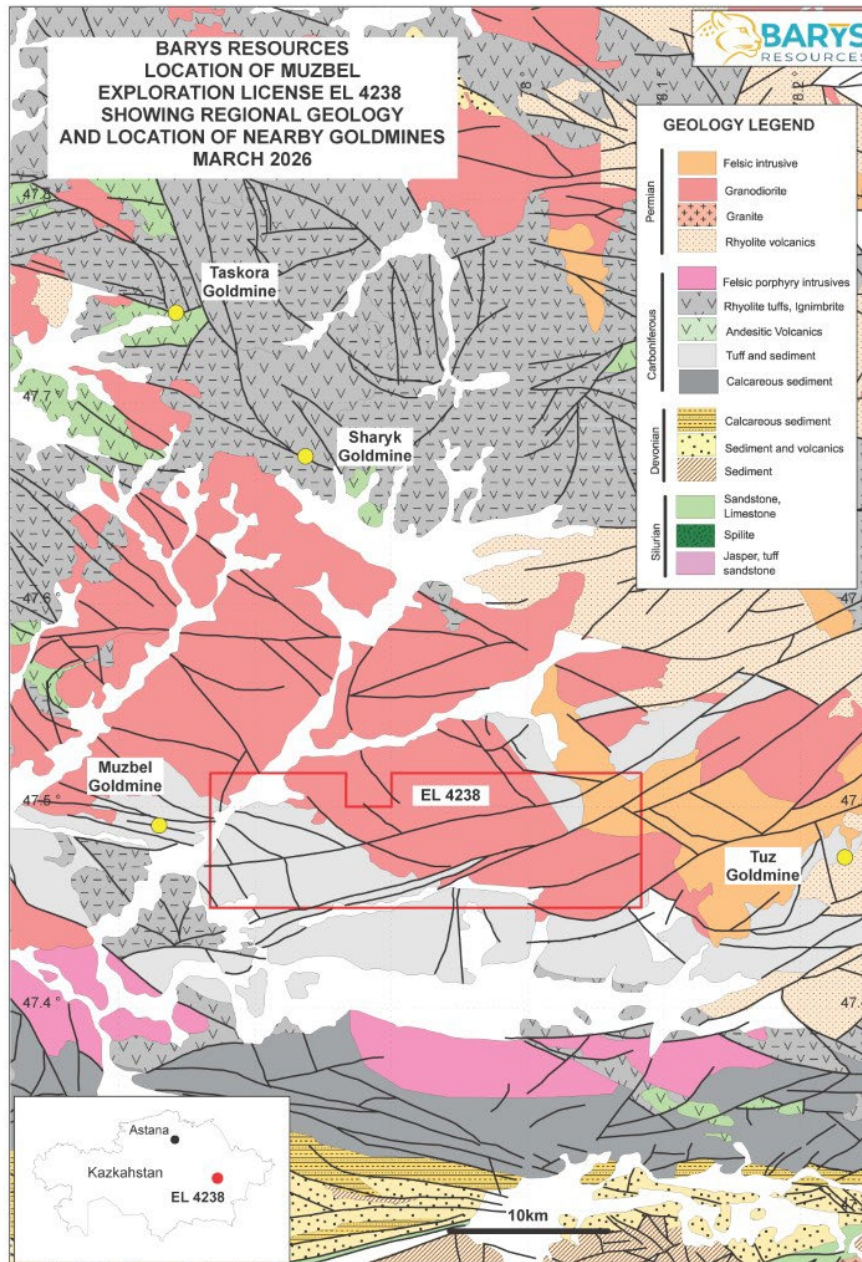 BARYS RESOURCES
LOCATION OF MUZBEL
EXPLORATION LICENSE EL 4238
SHOWING REGIONAL GEOLOGY
AND LOCATION OF NEARBY GOLDMINES
MARCH 2026
BARYS
RESOURCES
78.1
78.2
GEOLOGY LEGEND
Permian
Felsic intrusive
Granodiorite
Granite
Rhyolite volcanics
Carboniferous
Felsic porphyry intrusives
Rhyolite tuffs, Ignimbrite
Andesitic Volcanics
Tuff and sediment
Calcareous sediment
Devonian
Calcareous sediment
Sediment and volcanics
Sediment
Silurian
Sandstone,
Limestone
Spilite
Jasper, tuff
sandstone
Taskora
Goldmine
47.7
Sharyk
Goldmine
47.6 °
Muzbel
Goldmine
47.5 °
EL 4238
Tuz
Goldmine
47.4 °
Astana
Kazkahstan
EL 4238
10km